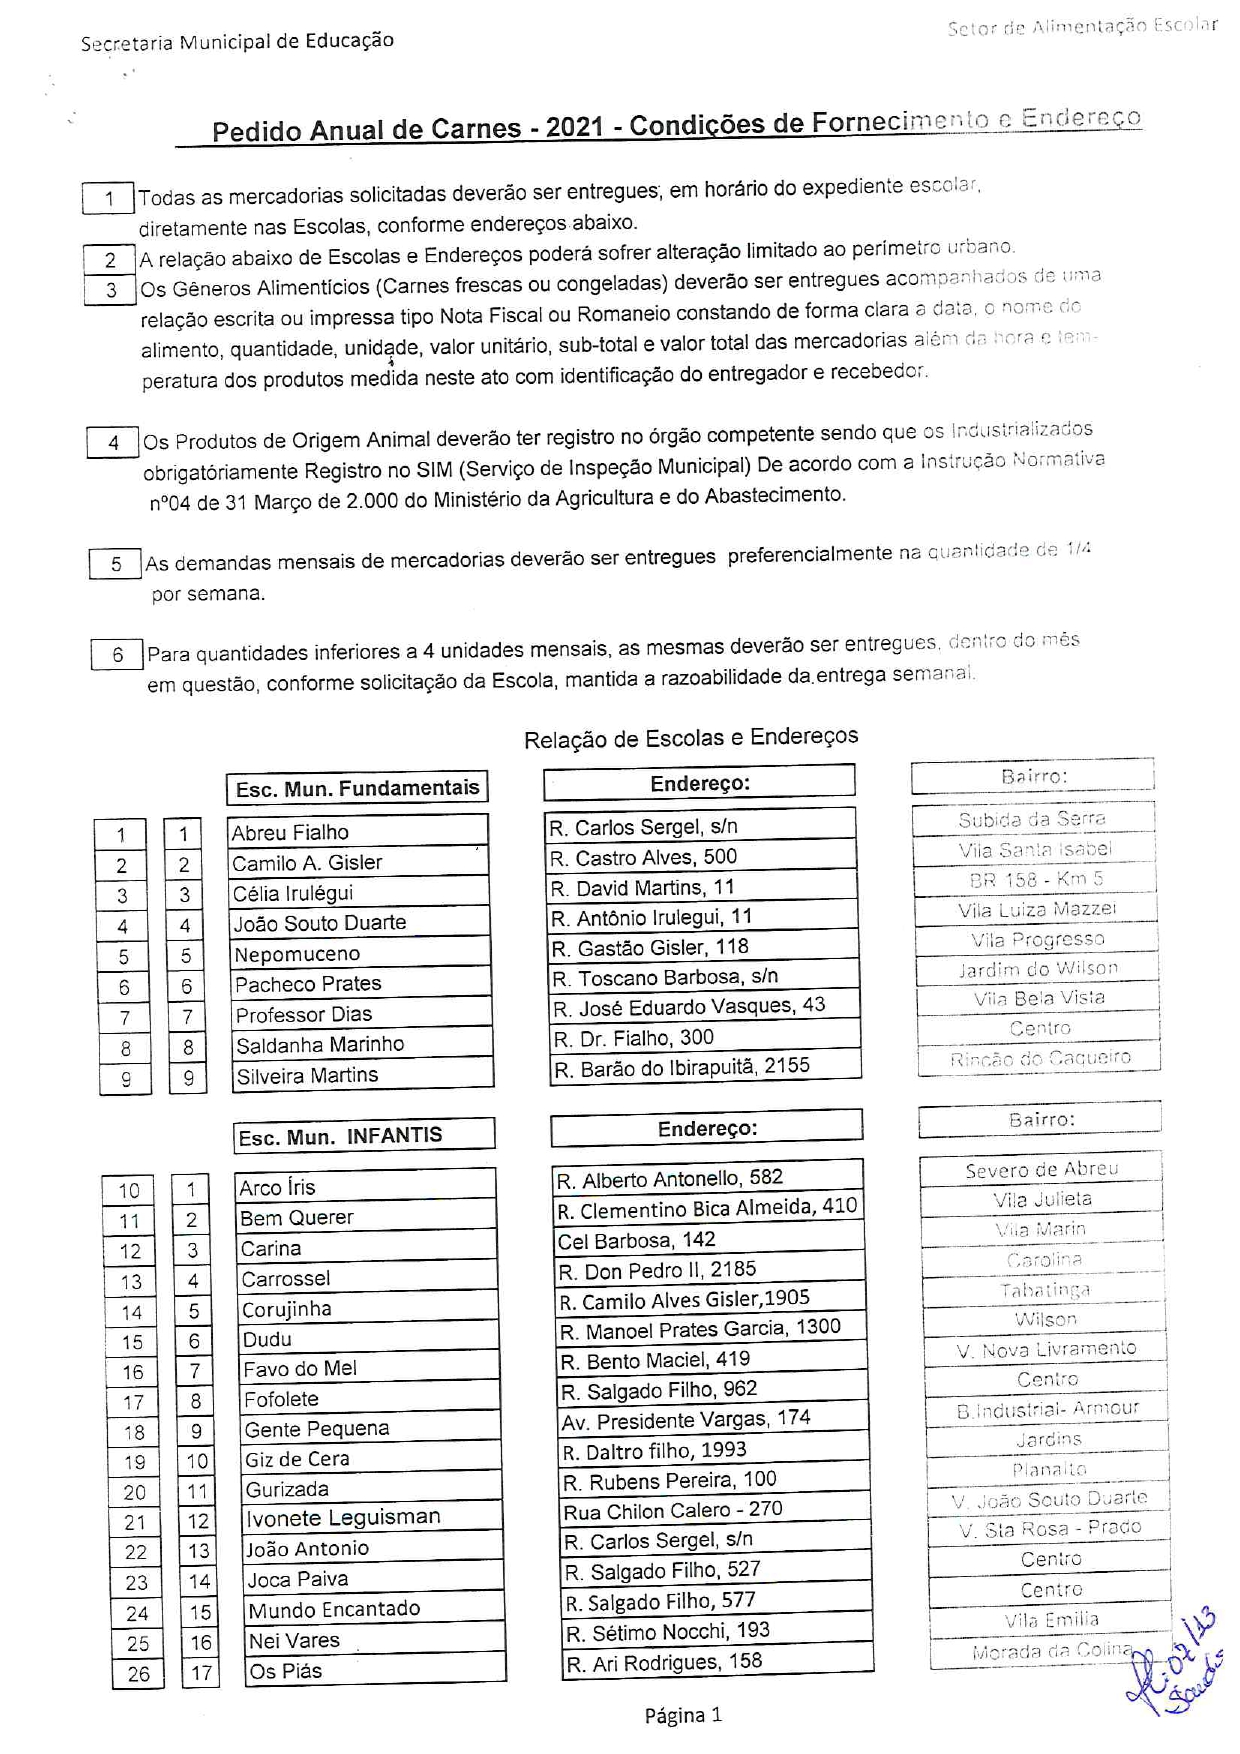 Secretaria Municipal de Educação Setor de Alimentação Escolar
Pedido Anual de Carnes - 2021 - Condições de Fornecimento e Endereço
1 Todas as mercadorias solicitadas deverão ser entregues, em horário do expediente escolar,
diretamente nas Escolas, conforme endereços abaixo.
2 A relação abaixo de Escolas e Endereços poderá sofrer alteração limitado ao perímetro urbano.
3 Os Gêneros Alimentícios (Carnes frescas ou congeladas) deverão ser entregues acompanhados de uma
relação escrita ou impressa tipo Nota Fiscal ou Romaneio constando de forma clara a data, o nome do
alimento, quantidade, unidade, valor unitário, sub-total e valor total das mercadorias além da hora e tem-
peratura dos produtos medida neste ato com identificação do entregador e recebedor.
4 Os Produtos de Origem Animal deverão ter registro no órgão competente sendo que os Industrializados
obrigatóriamente Registro no SIM (Serviço de Inspeção Municipal) De acordo com a Instrução Normativa
nº04 de 31 Março de 2.000 do Ministério da Agricultura e do Abastecimento.
5 As demandas mensais de mercadorias deverão ser entregues preferencialmente na quantidade de 1/4
por semana.
6 Para quantidades inferiores a 4 unidades mensais, as mesmas deverão ser entregues, dentro do mês
em questão, conforme solicitação da Escola, mantida a razoabilidade da entrega semanal.
Relação de Escolas e Endereços
Esc. Mun. Fundamentais Endereço: Bairro:
1 1 Abreu Fialho R. Carlos Sergel, s/n Subida da Serra
2 2 Camilo A. Gisler R. Castro Alves, 500 Vila Santa Isabel
3 3 Célia Irulégui R. David Martins, 11 BR 158 - Km 5
4 4 João Souto Duarte R. Antônio Irulegui, 11 Vila Luiza Mazzei
5 5 Nepomuceno R. Gastão Gisler, 118 Vila Progresso
6 6 Pacheco Prates R. Toscano Barbosa, s/n Jardim do Wilson
7 7 Professor Dias R. José Eduardo Vasques, 43 Vila Bela Vista
8 8 Saldanha Marinho R. Dr. Fialho, 300 Centro
9 9 Silveira Martins R. Barão do Ibirapuitã, 2155 Rincão do Caqueiro
Esc. Mun. INFANTIS Endereço: Bairro:
10 1 Arco Íris R. Alberto Antonello, 582 Severo de Abreu
11 2 Bem Querer R. Clementino Bica Almeida, 410 Vila Julieta
12 3 Carina Cel Barbosa, 142 Vila Marin
13 4 Carrossel R. Don Pedro II, 2185 Carolina
14 5 Corujinha R. Camilo Alves Gisler,1905 Tabatinga
15 6 Dudu R. Manoel Prates Garcia, 1300 Wilson
16 7 Favo do Mel R. Bento Maciel, 419 V. Nova Livramento
17 8 Fofolete R. Salgado Filho, 962 Centro
18 9 Gente Pequena Av. Presidente Vargas, 174 B.Industrial- Armour
19 10 Giz de Cera R. Daltro filho, 1993 Jardins
20 11 Gurizada R. Rubens Pereira, 100 Planalto
21 12 Ivonete Leguisman Rua Chilon Calero - 270 V. João Souto Duarte
22 13 João Antonio R. Carlos Sergel, s/n V. Sta Rosa - Prado
23 14 Joca Paiva R. Salgado Filho, 527 Centro
24 15 Mundo Encantado R. Salgado Filho, 577 Centro
25 16 Nei Vares R. Sétimo Nocchi, 193 Vila Emilia
26 17 Os Piás R. Ari Rodrigues, 158 Morada da Colina
Página 1